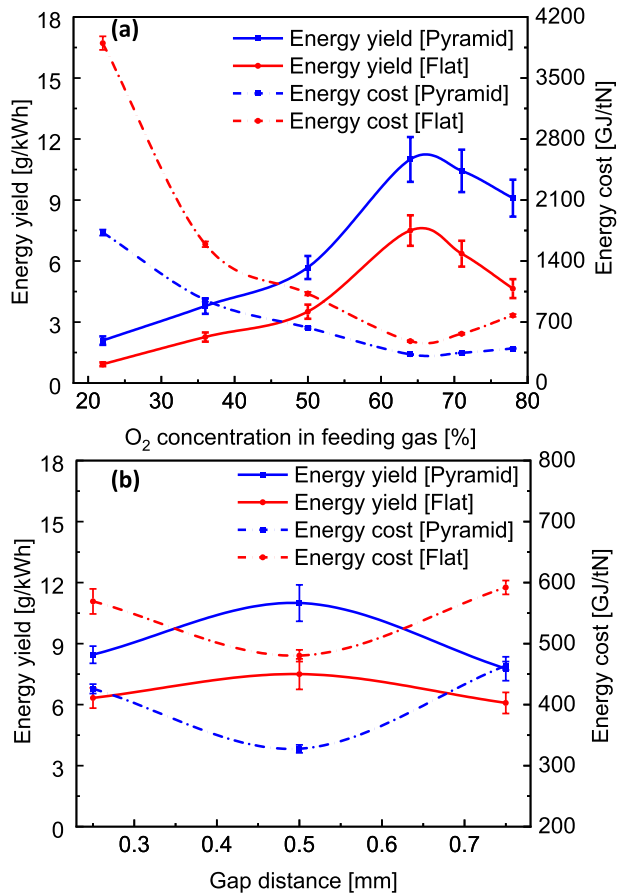 (a)
Energy yield [Pyramid]
Energy yield [Flat]
Energy cost [Pyramid]
Energy cost [Flat]
Energy yield [g/kWh]
18
15
12
9
6
3
0
Energy cost [GJ/tN]
4200
3500
2800
2100
1400
700
0
20 30 40 50 60 70 80
O₂ concentration in feeding gas [%]
(b)
Energy yield [Pyramid]
Energy yield [Flat]
Energy cost [Pyramid]
Energy cost [Flat]
Energy yield [g/kWh]
18
15
12
9
6
3
0
Energy cost [GJ/tN]
800
700
600
500
400
300
200
0.3 0.4 0.5 0.6 0.7
Gap distance [mm]